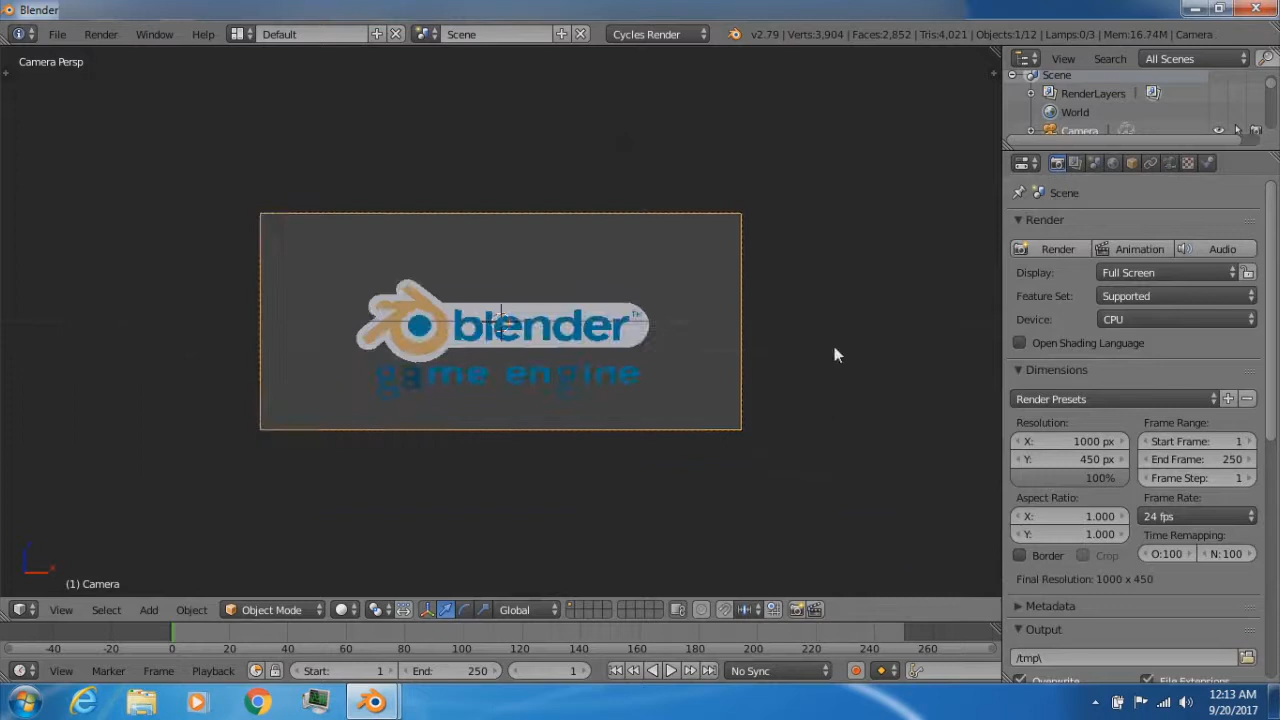 Blender
File Render Window Help Default Scene Cycles Render v2.79 | Verts:3,904 | Faces:2,852 | Tris:4,021 | Objects:1/12 | Lamps:0/3 | Mem:16.74M | Camera
Camera Persp
View Search All Scenes
Scene
RenderLayers
World
Camera
Scene
Render
Render Animation Audio
Display: Full Screen
Feature Set: Supported
Device: CPU
Open Shading Language
Dimensions
Render Presets
Resolution: Frame Range:
X: 1000 px Start Frame: 1
Y: 450 px End Frame: 250
100% Frame Step: 1
Aspect Ratio: Frame Rate:
X: 1.000 24 fps
Y: 1.000 Time Remapping:
Border Crop O:100 N:100
Final Resolution: 1000 x 450
Metadata
Output
/tmp\
Overwrite File Extensions
blender TM
game engine
x
(1) Camera
View Select Add Object Object Mode Global
-40 -20 0 20 40 60 80 100 120 140 160 180 200 220 240 260
View Marker Frame Playback Start: 1 End: 250 1 No Sync
12:13 AM
9/20/2017